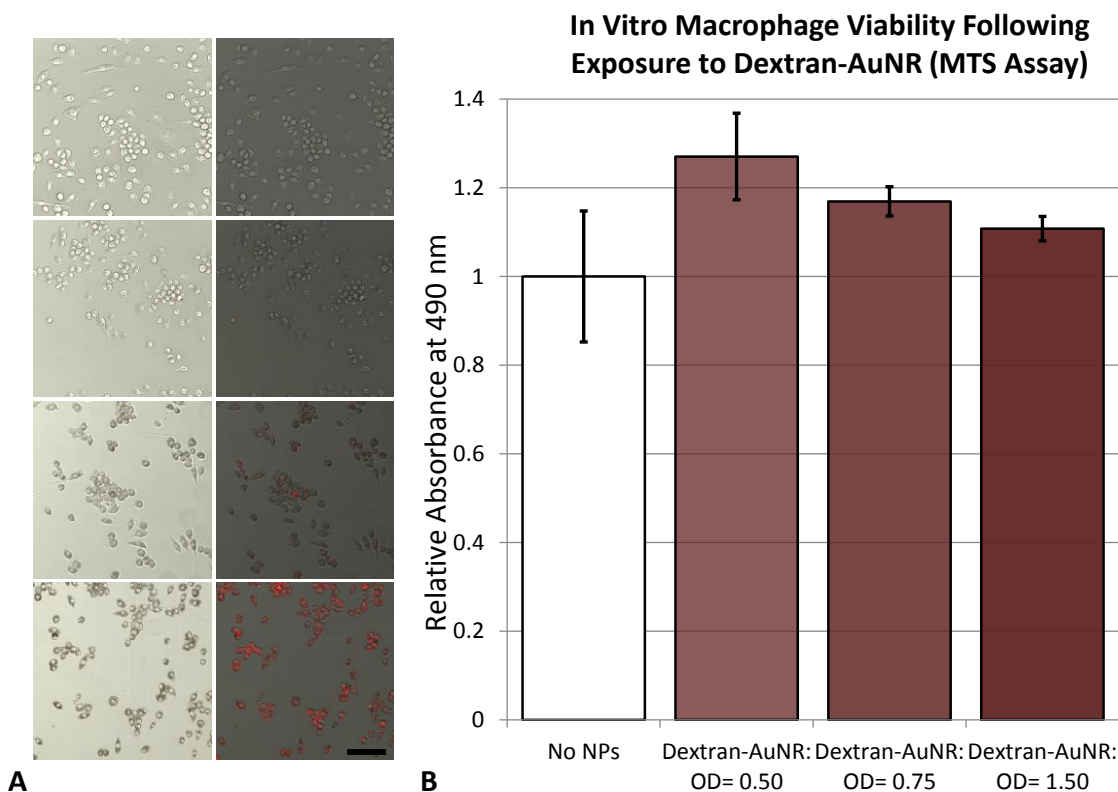 In Vitro Macrophage Viability Following
Exposure to Dextran-AuNR (MTS Assay)
Relative Absorbance at 490 nm
1.4
1.2
1
0.8
0.6
0.4
0.2
0
No NPs
Dextran-AuNR:
OD= 0.50
Dextran-AuNR:
OD= 0.75
Dextran-AuNR:
OD= 1.50
A
B